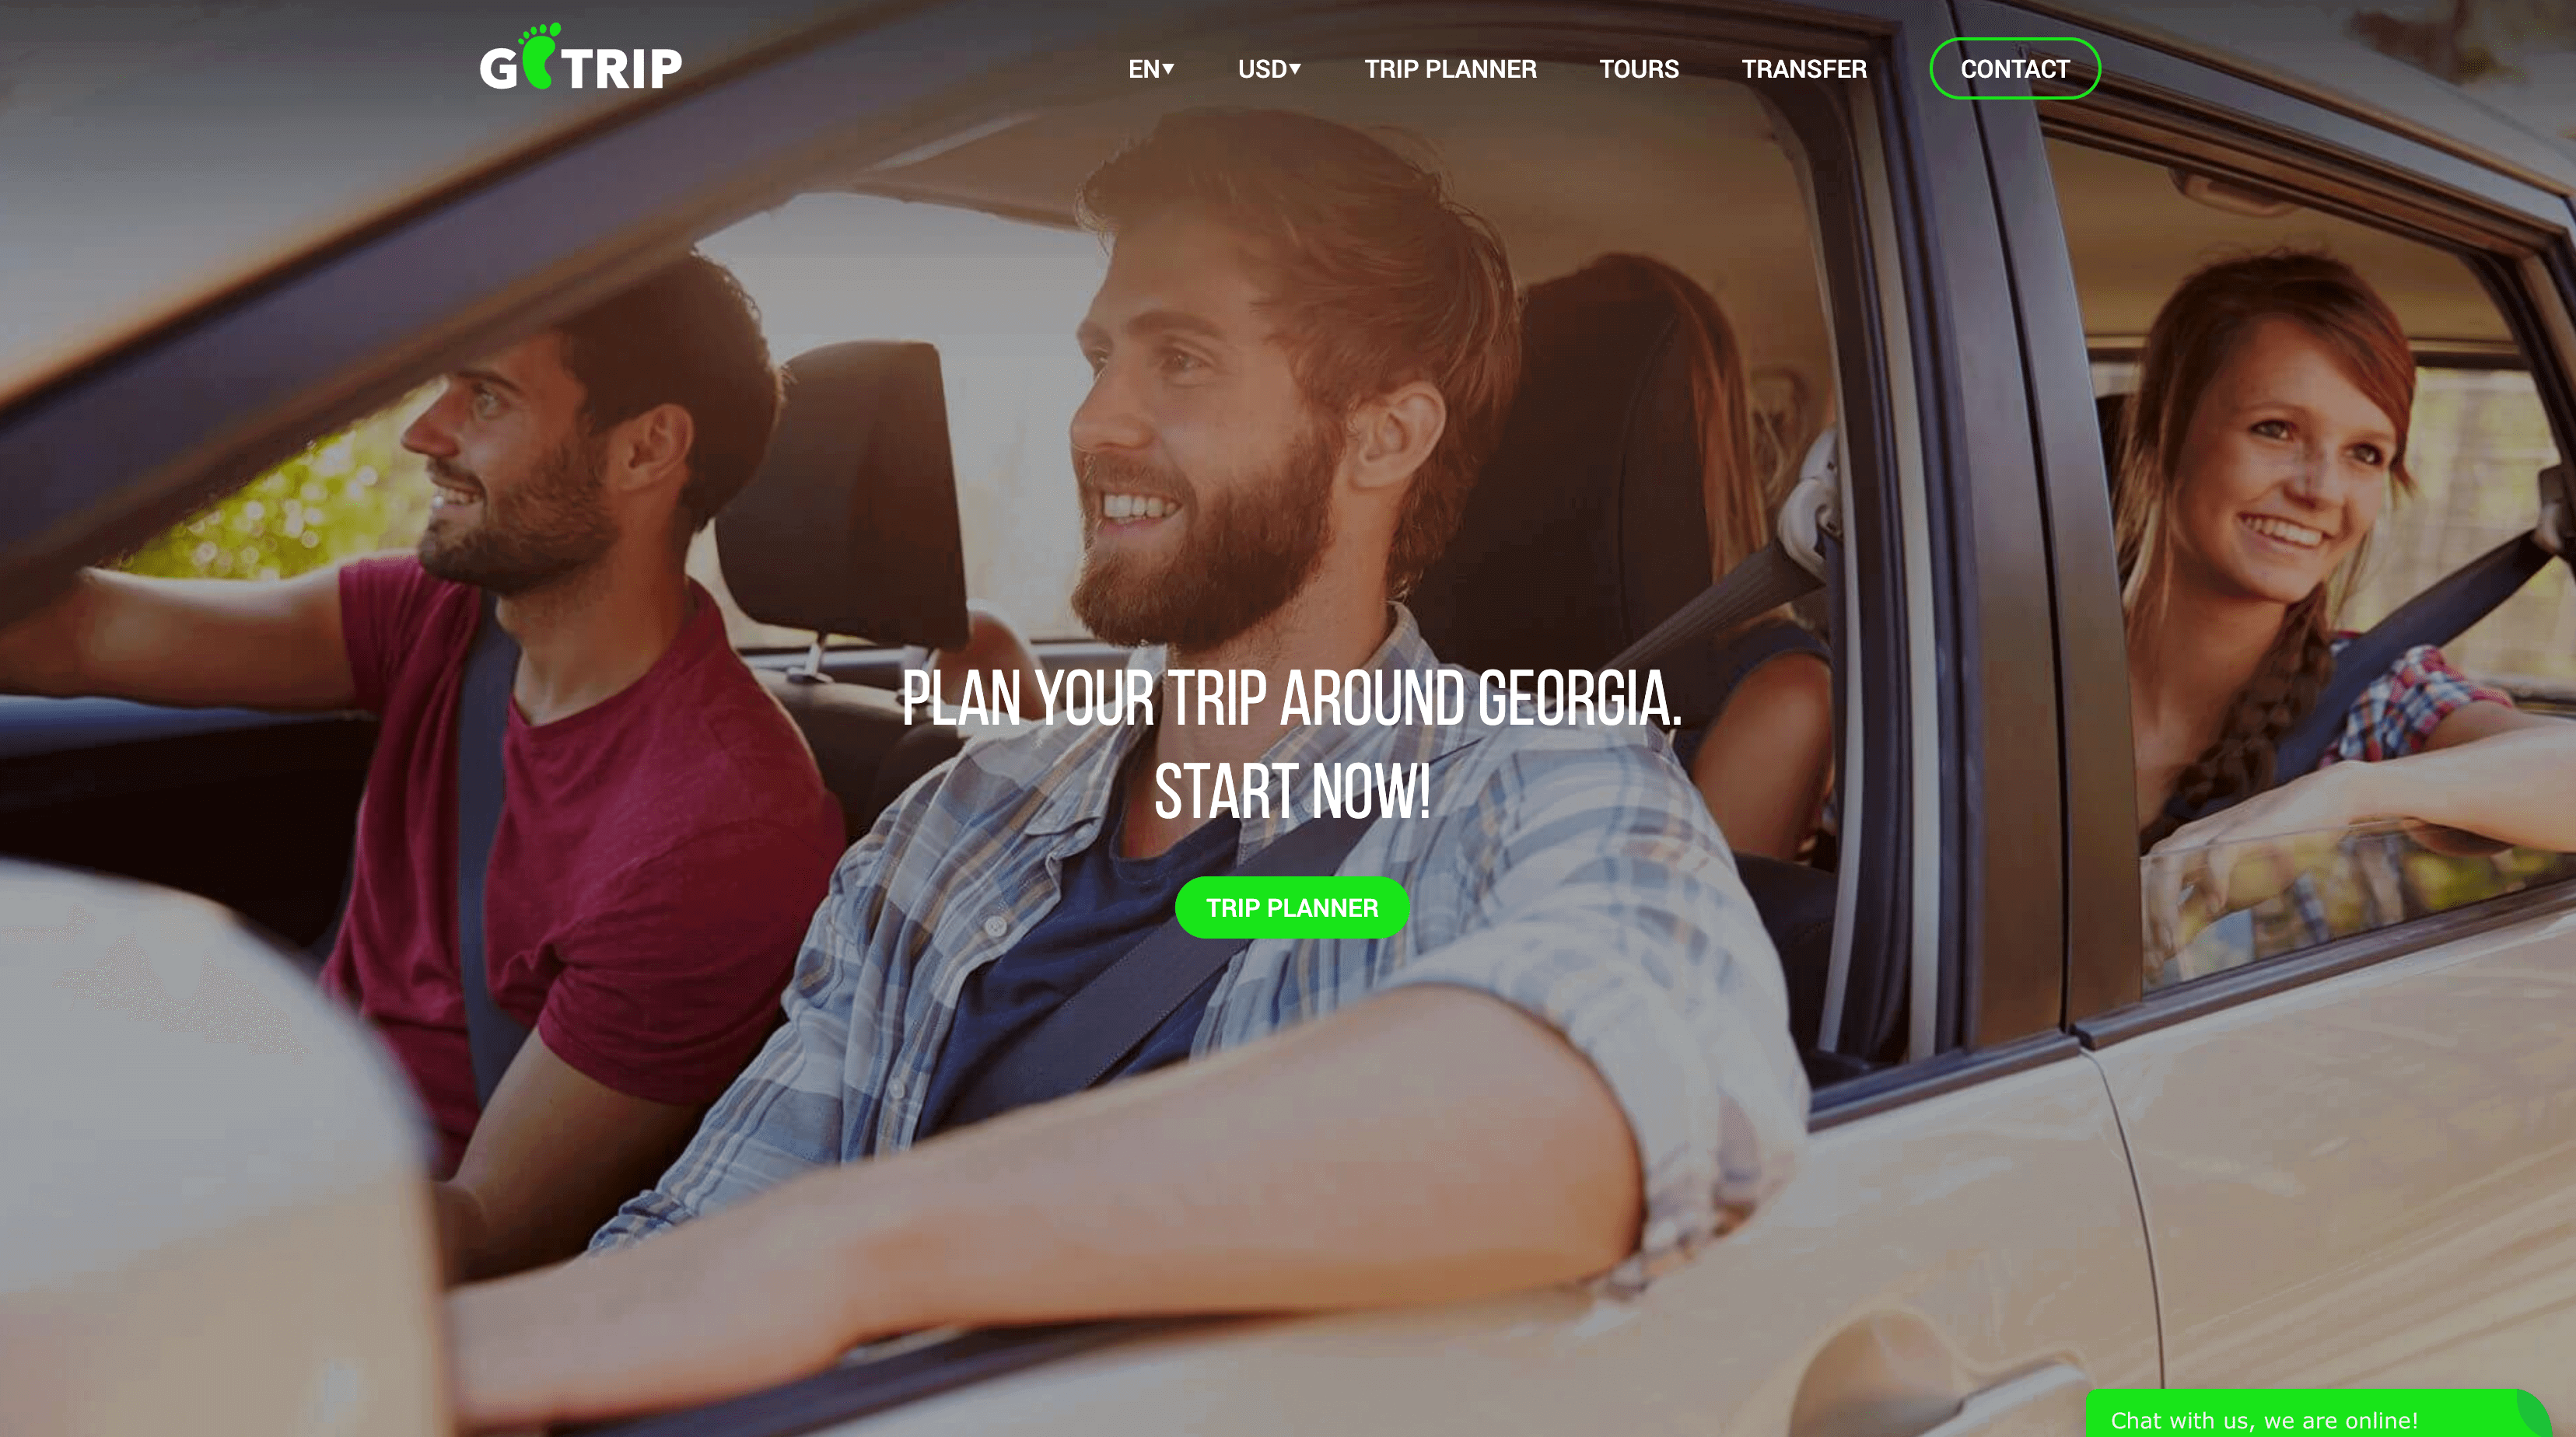 GOTRIP
EN▼ USD▼ TRIP PLANNER TOURS TRANSFER CONTACT
PLAN YOUR TRIP AROUND GEORGIA.
START NOW!
TRIP PLANNER
Chat with us, we are online!